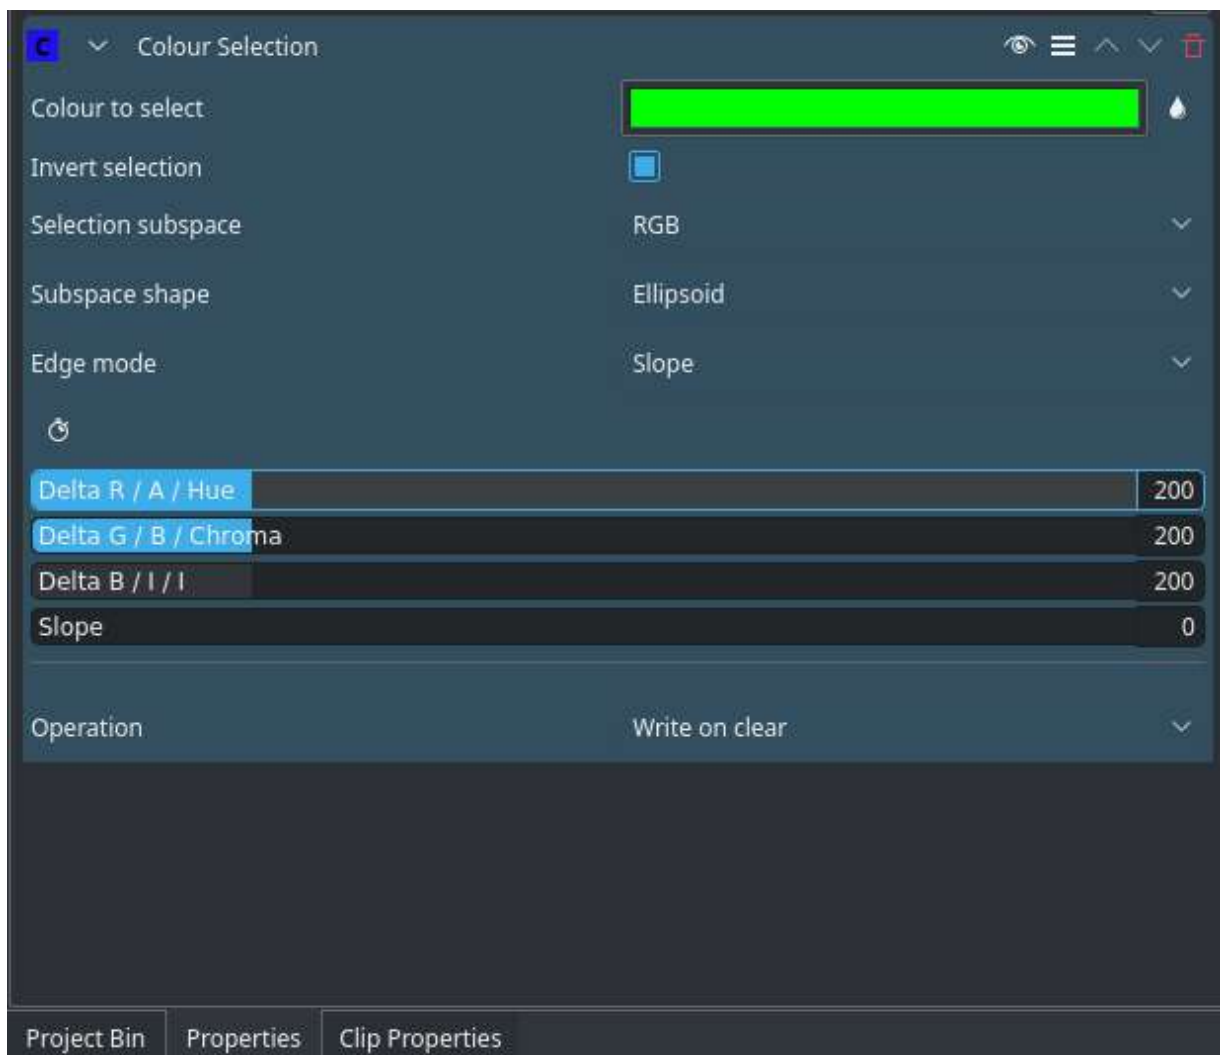 C Colour Selection
Colour to select
Invert selection
Selection subspace RGB
Subspace shape Ellipsoid
Edge mode Slope
Delta R / A / Hue 200
Delta G / B / Chroma 200
Delta B / I / I 200
Slope 0
Operation Write on clear
Project Bin Properties Clip Properties